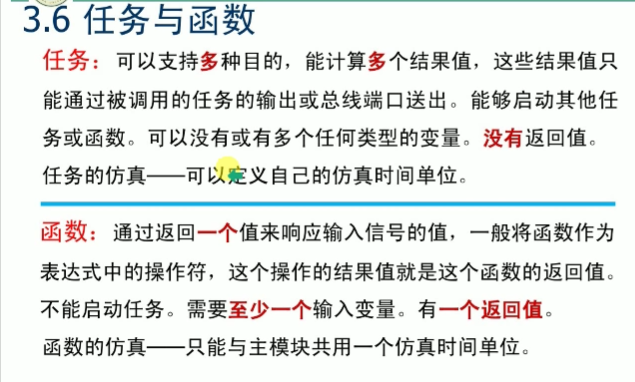 3.6 任务与函数
任务：可以支持多种目的，能计算多个结果值，这些结果值只
能通过被调用的任务的输出或总线端口送出。能够启动其他任
务或函数。可以没有或有多个任何类型的变量。没有返回值。
任务的仿真——可以定义自己的仿真时间单位。
函数：通过返回一个值来响应输入信号的值，一般将函数作为
表达式中的操作符，这个操作的结果值就是这个函数的返回值。
不能启动任务。需要至少一个输入变量。有一个返回值。
函数的仿真——只能与主模块共用一个仿真时间单位。